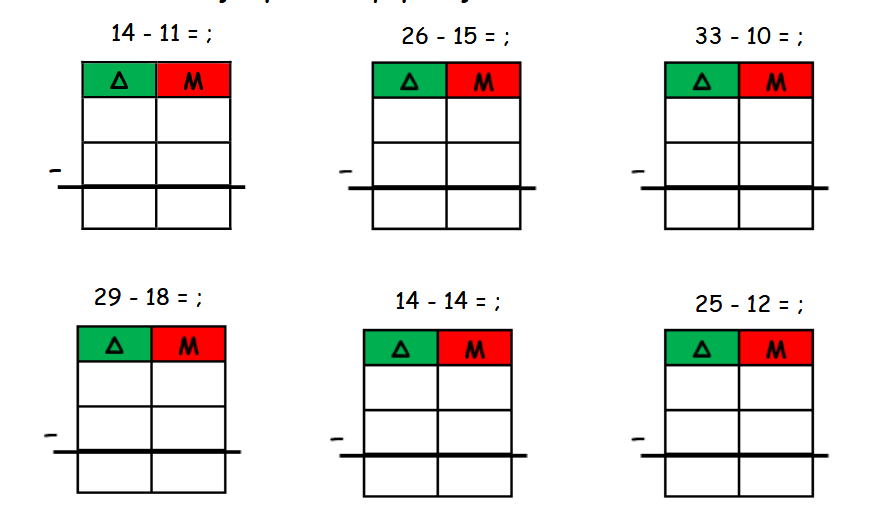 14 - 11 = ; 26 - 15 = ; 33 - 10 = ;
Δ Μ Δ Μ Δ Μ
- - -
29 - 18 = ; 14 - 14 = ; 25 - 12 = ;
Δ Μ Δ Μ Δ Μ
- - -